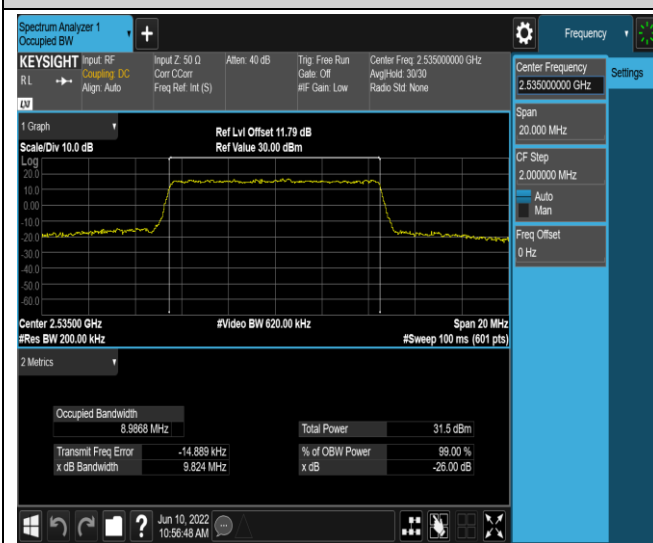 Spectrum Analyzer 1
Occupied BW
+
Frequency
KEYSIGHT
Input: RF
Coupling: DC
Align: Auto
RL
LXI
Input Z: 50 Ω
Corr CCorr
Freq Ref: Int (S)
Atten: 40 dB
Trig: Free Run
Gate: Off
#IF Gain: Low
Center Freq: 2.535000000 GHz
Avg|Hold: 30/30
Radio Std: None
Center Frequency
2.535000000 GHz
Settings
Span
20.000 MHz
CF Step
2.000000 MHz
Auto
Man
Freq Offset
0 Hz
1 Graph
Scale/Div 10.0 dB
Ref Lvl Offset 11.79 dB
Ref Value 30.00 dBm
Log
20.0
10.0
0.00
-10.0
-20.0
-30.0
-40.0
-50.0
-60.0
Center 2.53500 GHz
#Video BW 620.00 kHz
Span 20 MHz
#Res BW 200.00 kHz
#Sweep 100 ms (601 pts)
2 Metrics
Occupied Bandwidth
8.9868 MHz
Total Power 31.5 dBm
Transmit Freq Error -14.889 kHz
% of OBW Power 99.00 %
x dB Bandwidth 9.824 MHz
x dB -26.00 dB
?
Jun 10, 2022
10:56:48 AM